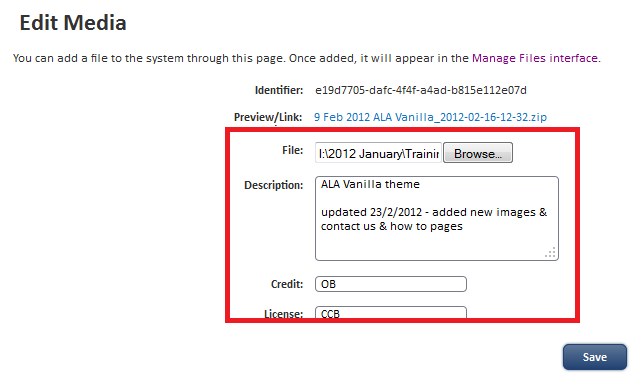 Edit Media
You can add a file to the system through this page. Once added, it will appear in the Manage Files interface.
Identifier: e19d7705-dafc-4f4f-a4ad-b815e112e07d
Preview/Link: 9 Feb 2012 ALA Vanilla_2012-02-16-12-32.zip
File: I:\2012 January\Trainin Browse...
Description: ALA Vanilla theme
updated 23/2/2012 - added new images &
contact us & how to pages
Credit: OB
License: CCB
Save